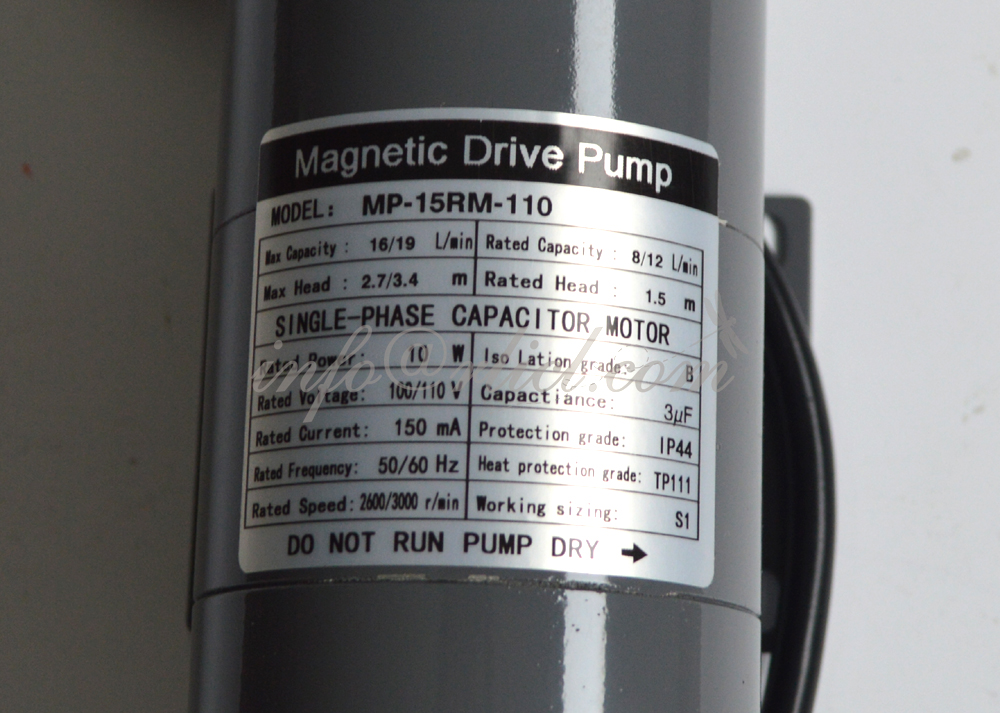 Magnetic Drive Pump
MODEL: MP-15RM-110
Max Capacity : 16/19 L/min Rated Capacity : 8/12 L/min
Max Head : 2.7/3.4 m Rated Head : 1.5 m
SINGLE-PHASE CAPACITOR MOTOR
Rated Power: 10 W Iso Lation grade: B
Rated Voltage: 100/110 V Capactiance: 3μF
Rated Current: 150 mA Protection grade: IP44
Rated Frequency: 50/60 Hz Heat protection grade: TP111
Rated Speed: 2600/3000 r/min Working sizing: S1
DO NOT RUN PUMP DRY →